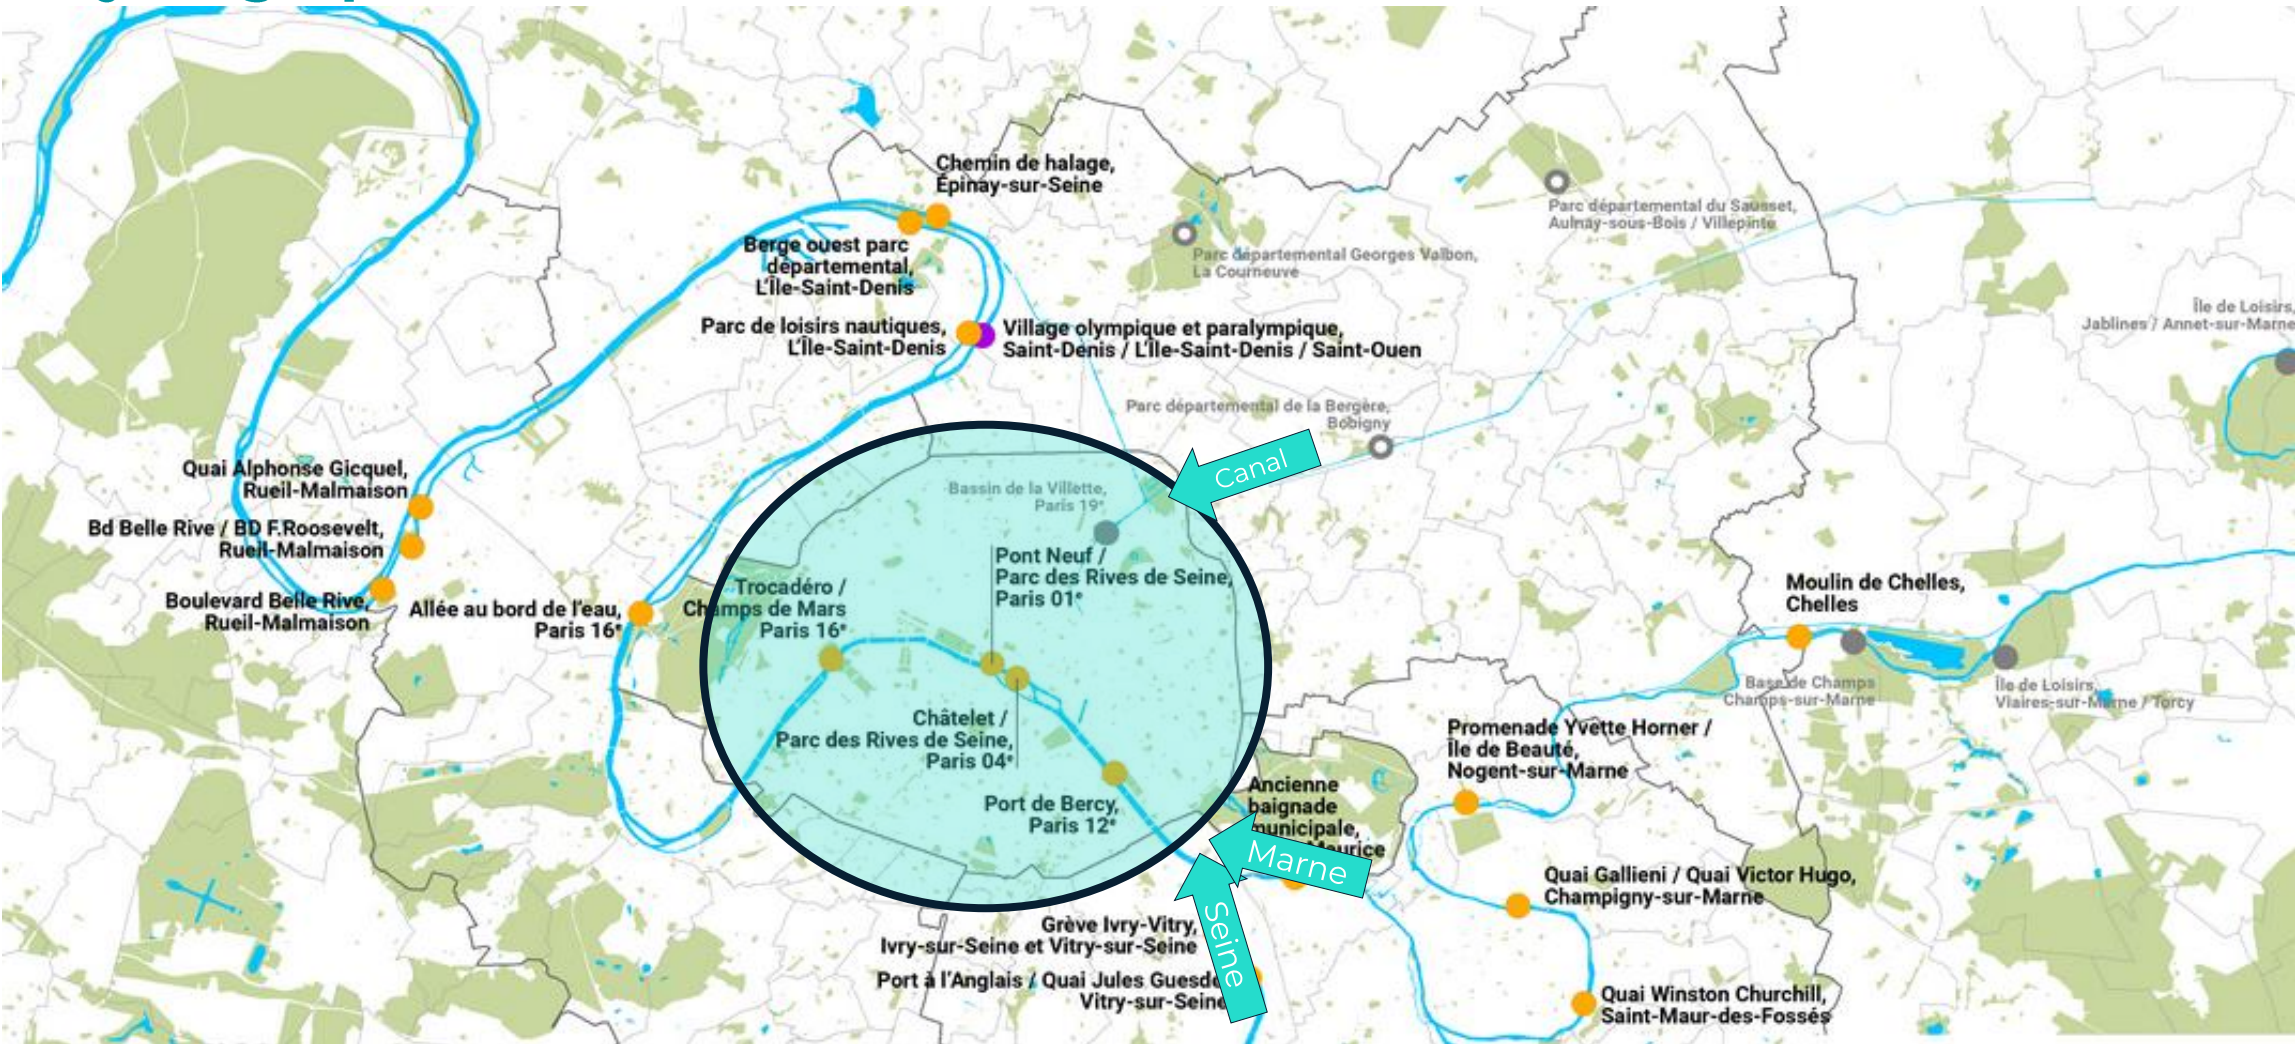 Chemin de halage,
Épinay-sur-Seine
Berge ouest parc
départemental,
L'Île-Saint-Denis
Parc départemental du Sausset,
Aulnay-sous-Bois / Villepinte
Parc départemental Georges Valbon,
La Courneuve
Île de Loisirs,
Jablines / Annet-sur-Marne
Parc de loisirs nautiques,
L'Île-Saint-Denis
Village olympique et paralympique,
Saint-Denis / L'Île-Saint-Denis / Saint-Ouen
Parc départemental de la Bergère,
Bobigny
Canal
Quai Alphonse Gicquel,
Rueil-Malmaison
Bd Belle Rive / BD F.Roosevelt,
Rueil-Malmaison
Boulevard Belle Rive,
Rueil-Malmaison
Allée au bord de l'eau,
Paris 16e
Bassin de la Villette,
Paris 19e
Pont Neuf /
Parc des Rives de Seine,
Paris 01e
Trocadéro /
Champs de Mars
Paris 16e
Châtelet /
Parc des Rives de Seine,
Paris 04e
Port de Bercy,
Paris 12e
Moulin de Chelles,
Chelles
Base de Champs
Champs-sur-Marne
Île de Loisirs,
Vlaires-sur-Marne / Torcy
Promenade Yvette Horner /
Île de Beauté,
Nogent-sur-Marne
Ancienne
baignade
municipale,
Marne
Seine
Quai Gallieni / Quai Victor Hugo,
Champigny-sur-Marne
Grève Ivry-Vitry,
Ivry-sur-Seine et Vitry-sur-Seine
Port à l'Anglais / Quai Jules Guesde
Vitry-sur-Seine
Quai Winston Churchill,
Saint-Maur-des-Fossés